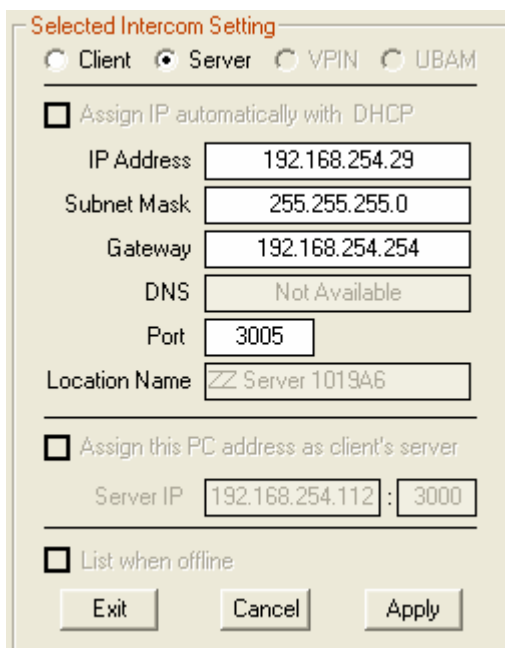 Selected Intercom Setting
Client Server VPIN UBAM
Assign IP automatically with DHCP
IP Address 192.168.254.29
Subnet Mask 255.255.255.0
Gateway 192.168.254.254
DNS Not Available
Port 3005
Location Name ZZ Server 1019A6
Assign this PC address as client's server
Server IP 192.168.254.112 : 3000
List when offline
Exit Cancel Apply